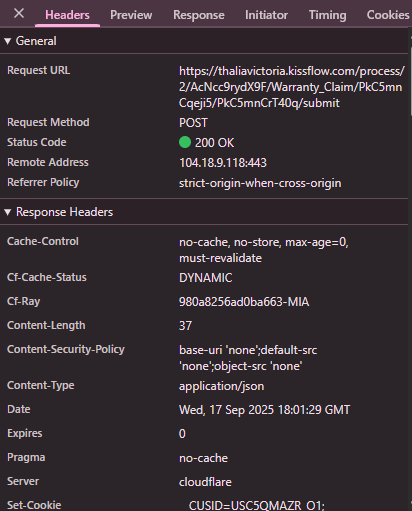 Headers Preview Response Initiator Timing Cookies
General
Request URL https://thaliavictoria.kissflow.com/process/
2/AcNcc9rydX9F/Warranty_Claim/PkC5mn
Cqeji5/PkC5mnCrT40q/submit
Request Method POST
Status Code 200 OK
Remote Address 104.18.9.118:443
Referrer Policy strict-origin-when-cross-origin
Response Headers
Cache-Control no-cache, no-store, max-age=0,
must-revalidate
Cf-Cache-Status DYNAMIC
Cf-Ray 980a8256ad0ba663-MIA
Content-Length 37
Content-Security-Policy base-uri 'none';default-src
'none';object-src 'none'
Content-Type application/json
Date Wed, 17 Sep 2025 18:01:29 GMT
Expires 0
Pragma no-cache
Server cloudflare
Set-Cookie __CUSID=USC5QMAZR_O1;